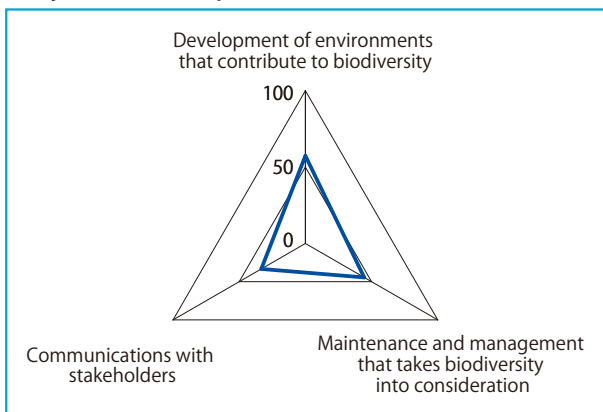 Development of environments
that contribute to biodiversity
100
50
0
Communications with
stakeholders
Maintenance and management
that takes biodiversity
into consideration